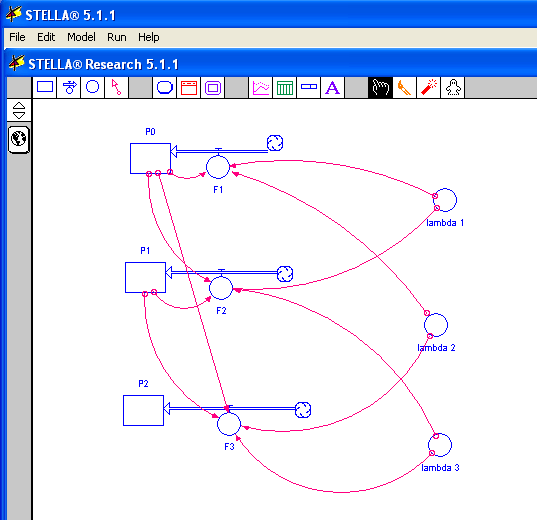 STELLA® 5.1.1
File Edit Model Run Help
STELLA® Research 5.1.1
A
P0
F1
lambda 1
P1
F2
lambda 2
P2
F3
lambda 3